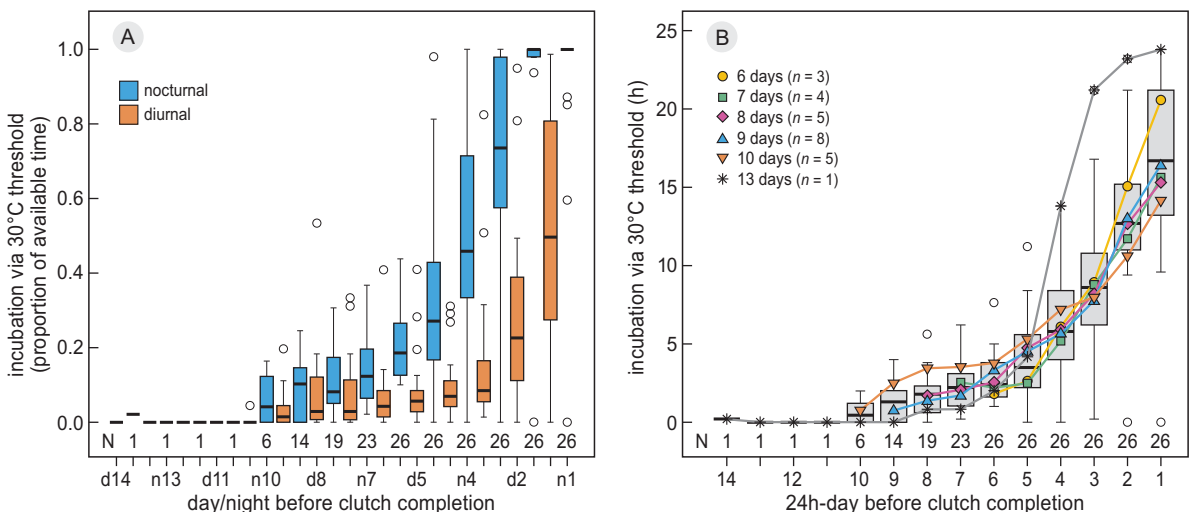 A
nocturnal
diurnal
incubation via 30°C threshold
(proportion of available time)
1.0
0.8
0.6
0.4
0.2
0.0
N 1 1 1 1 6 14 19 23 26 26 26 26 26
d14 n13 d11 n10 d8 n7 d5 n4 d2 n1
day/night before clutch completion
B
6 days (n = 3)
7 days (n = 4)
8 days (n = 5)
9 days (n = 8)
10 days (n = 5)
13 days (n = 1)
incubation via 30°C threshold (h)
25
20
15
10
5
0
N 1 1 1 1 6 14 19 23 26 26 26 26 26 26
14 12 10 9 8 7 6 5 4 3 2 1
24h-day before clutch completion